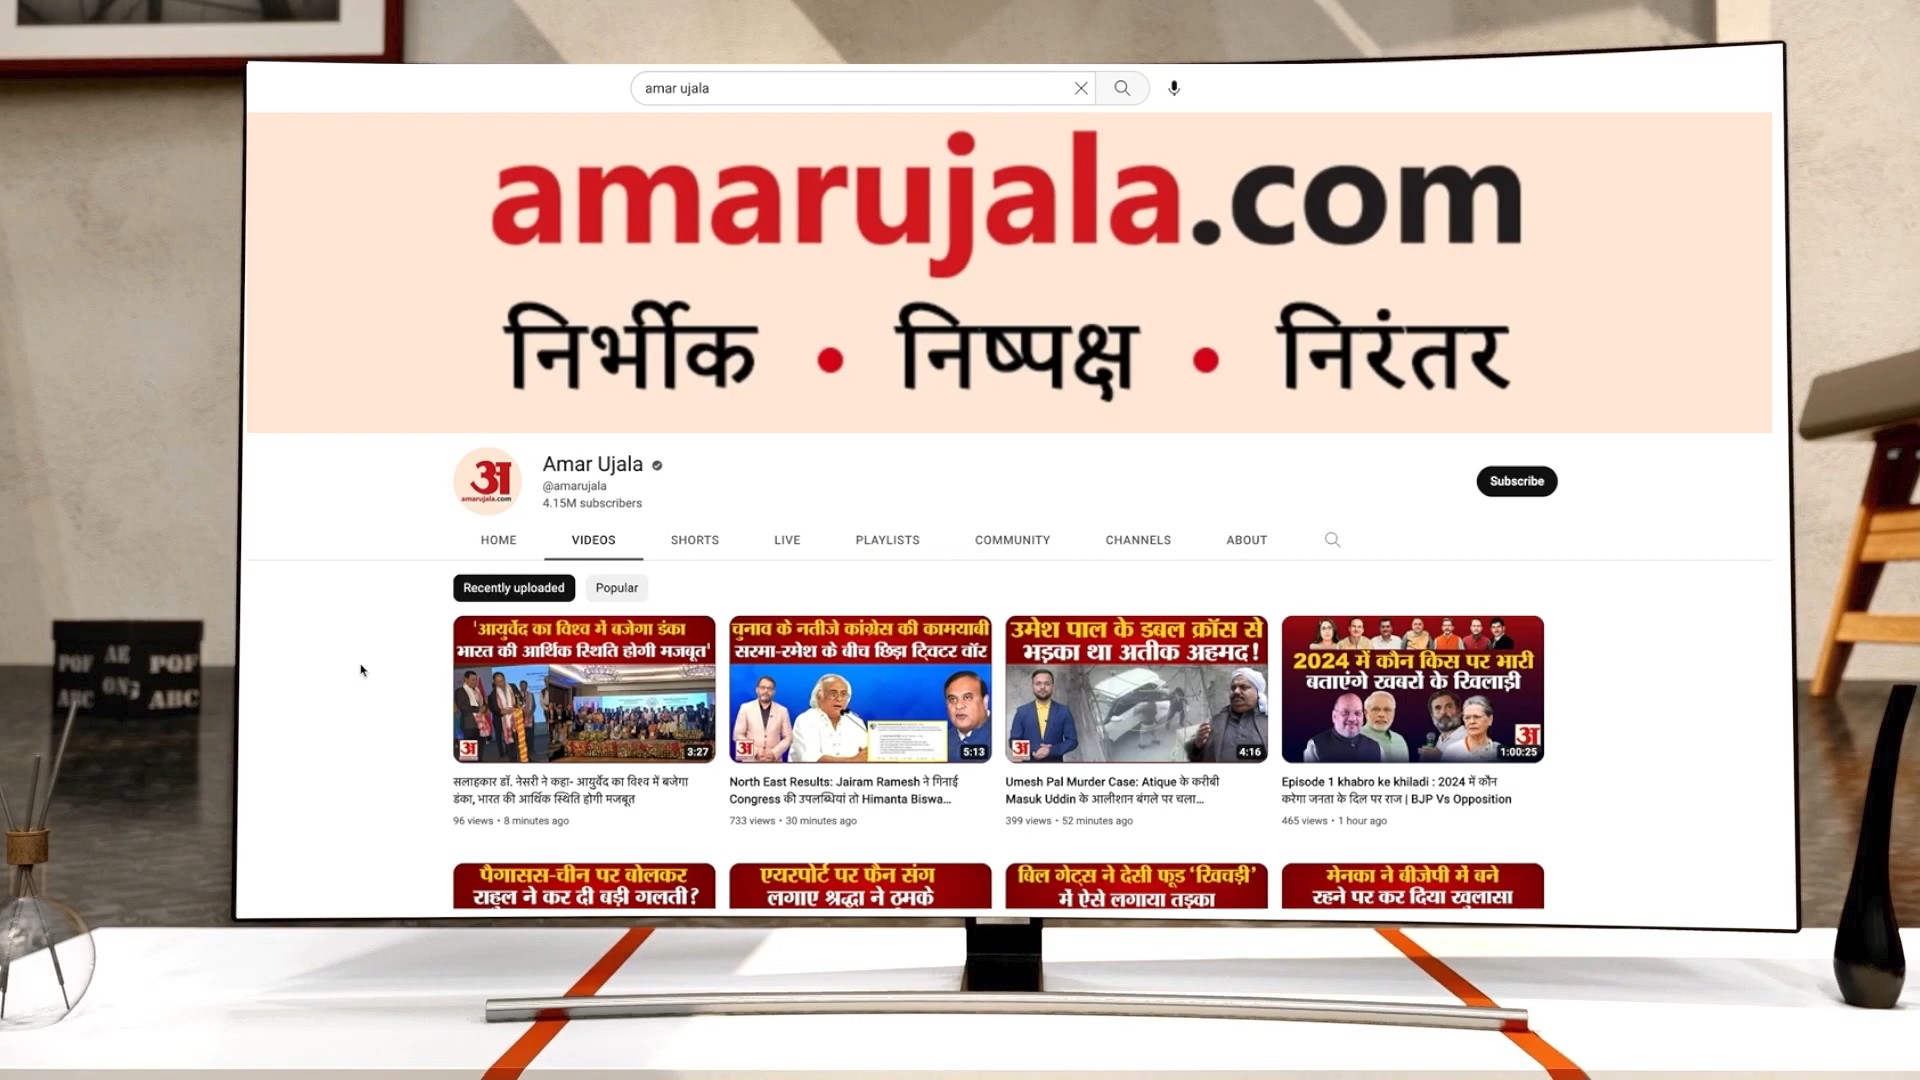 amar ujala
amarujala.com
निर्भीक • निष्पक्ष • निरंतर
अ
amarujala.com
Amar Ujala
@amarujala
4.15M subscribers
Subscribe
HOME VIDEOS SHORTS LIVE PLAYLISTS COMMUNITY CHANNELS ABOUT
Recently uploaded Popular
'आयुर्वेद का विश्व में बजेगा डंका
भारत की आर्थिक स्थिति होगी मजबूत'
अ
3:27
चुनाव के नतीजे कांग्रेस की कामयाबी
सरमा-रमेश के बीच छिड़ा ट्विटर वॉर
अ
5:13
उमेश पाल के डबल क्रॉस से
भड़का था अतीक अहमद!
अ
4:16
2024 में कौन किस पर भारी
बताएंगे खबरों के खिलाड़ी
अ
1:00:25
सलाहकार डॉ. नेसरी ने कहा- आयुर्वेद का विश्व में बजेगा
डंका, भारत की आर्थिक स्थिति होगी मजबूत
96 views • 8 minutes ago
North East Results: Jairam Ramesh ने गिनाई
Congress की उपलब्धियां तो Himanta Biswa...
733 views • 30 minutes ago
Umesh Pal Murder Case: Atique के करीबी
Masuk Uddin के आलीशान बंगले पर चला...
399 views • 52 minutes ago
Episode 1 khabro ke khiladi : 2024 में कौन
करेगा जनता के दिल पर राज | BJP Vs Opposition
465 views • 1 hour ago
पैगासस-चीन पर बोलकर
राहुल ने कर दी बड़ी गलती?
एयरपोर्ट पर फैन संग
लगाए श्रद्धा ने ठुमके
बिल गेट्स ने देसी फूड 'खिचड़ी'
में ऐसे लगाया तड़का
मेनका ने बीजेपी में बने
रहने पर कर दिया खुलासा